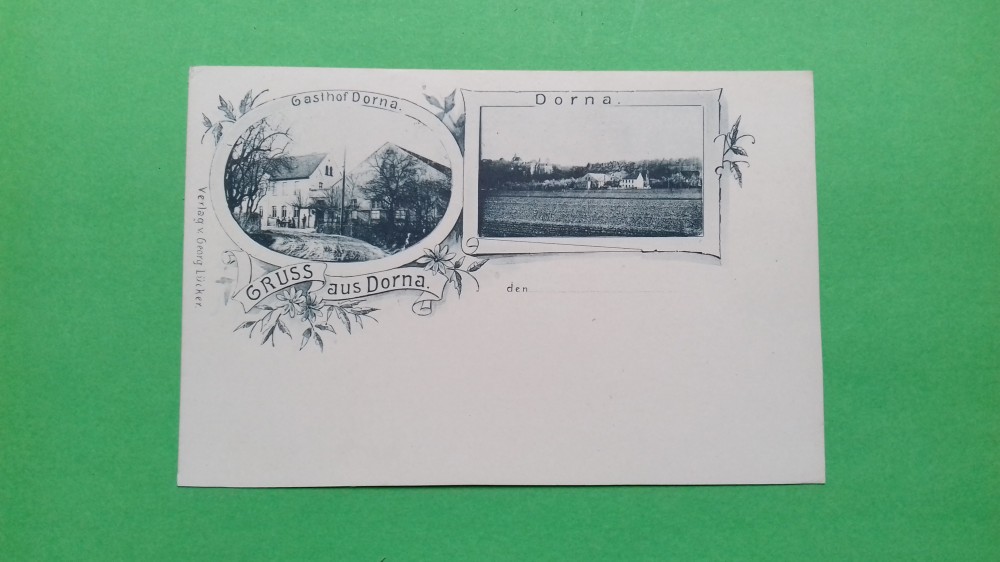 Gasthof Dorna.
Dorna.
GRUSS
aus Dorna.
den
Verlag v. Georg Lücker.